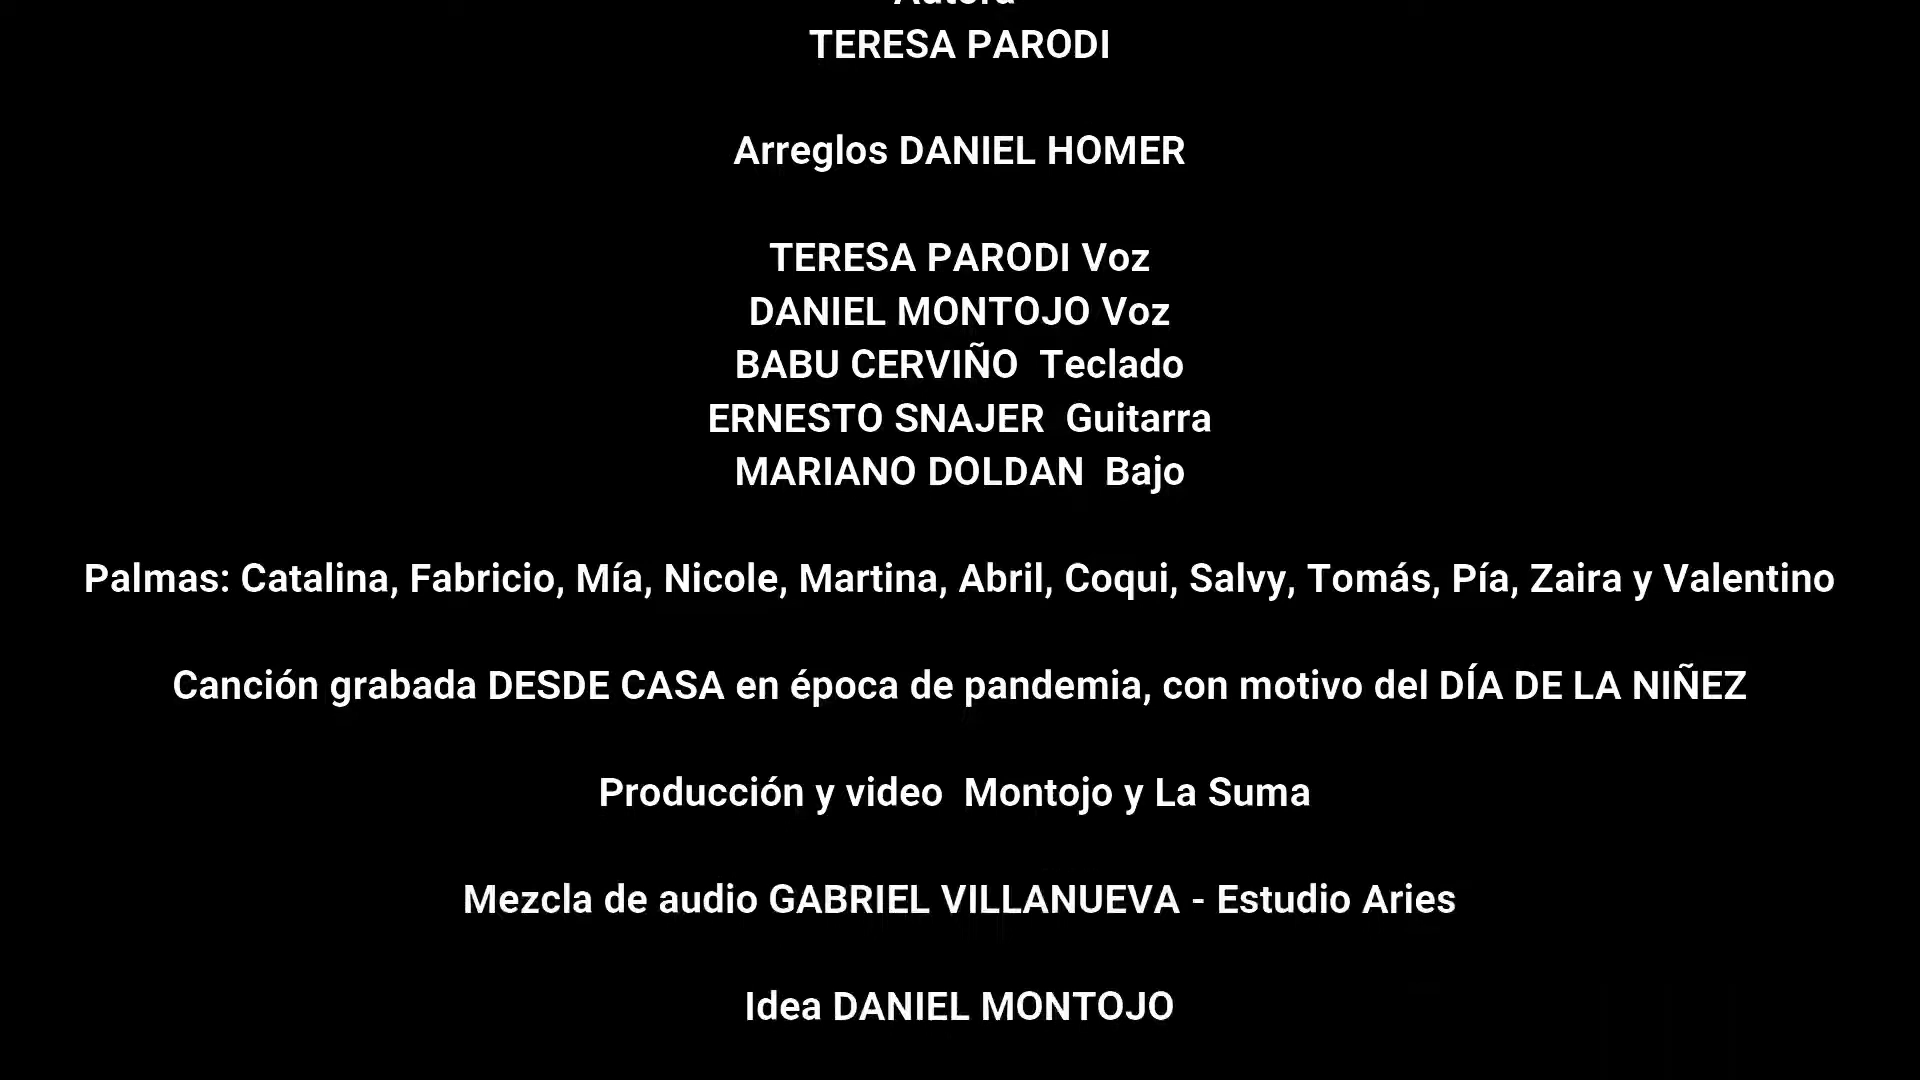 Autora
TERESA PARODI
Arreglos DANIEL HOMER
TERESA PARODI Voz
DANIEL MONTOJO Voz
BABU CERVIÑO  Teclado
ERNESTO SNAJER  Guitarra
MARIANO DOLDAN  Bajo
Palmas: Catalina, Fabricio, Mía, Nicole, Martina, Abril, Coqui, Salvy, Tomás, Pía, Zaira y Valentino
Canción grabada DESDE CASA en época de pandemia, con motivo del DÍA DE LA NIÑEZ
Producción y video  Montojo y La Suma
Mezcla de audio GABRIEL VILLANUEVA - Estudio Aries
Idea DANIEL MONTOJO